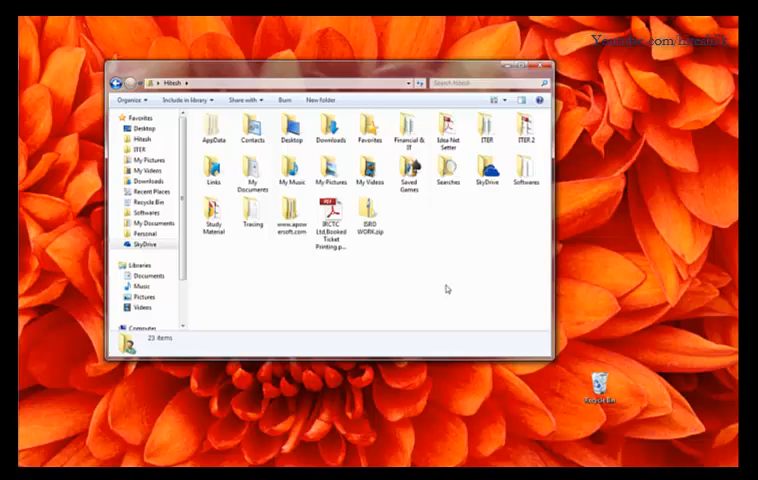 Hitesh
Search Hitesh
Organize
Include in library
Share with
Burn
New folder
Favorites
Desktop
Hitesh
ITER
My Pictures
My Videos
Downloads
Recent Places
Recycle Bin
Softwares
My Documents
Personal
SkyDrive
Libraries
Documents
Music
Pictures
Videos
Computer
AppData
Contacts
Desktop
Downloads
Favorites
Financial &
IT
Idea Net
Setter
ITER
ITER 2
Links
My
Documents
My Music
My Pictures
My Videos
Saved
Games
Searches
SkyDrive
Softwares
Study
Material
Tracing
www.apow
ersoft.com
IRCTC
Ltd,Booked
Ticket
Printing.p...
ISRO
WORK.zip
23 items
Recycle Bin